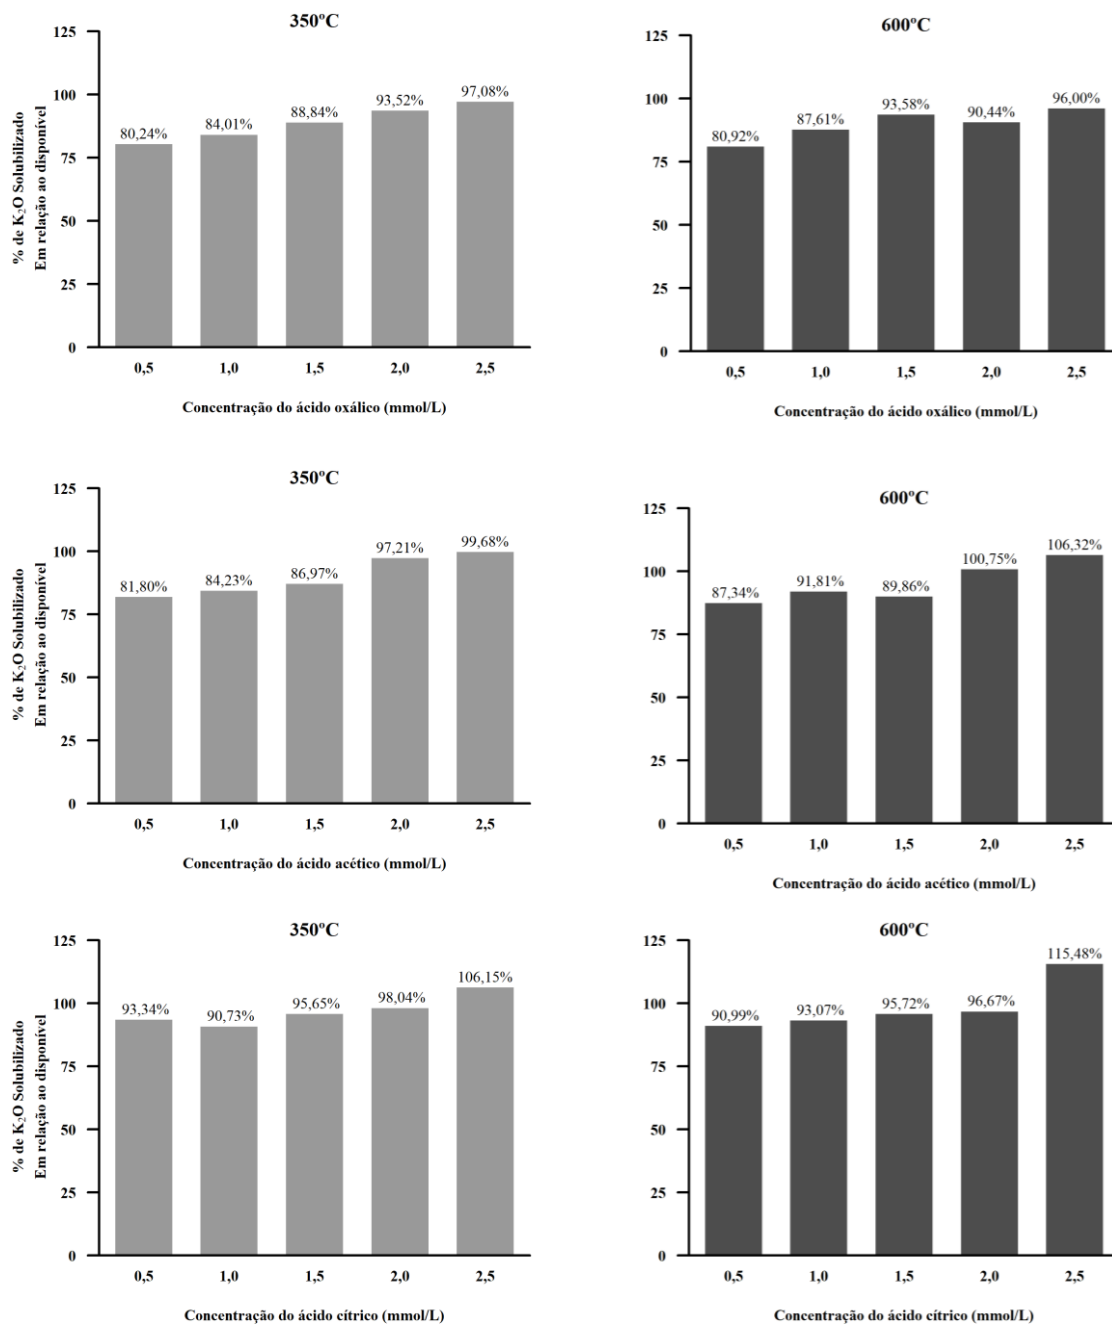 350ºC
125
100
75
50
25
0
% de K₂O Solubilizado
Em relação ao disponível
80,24%
84,01%
88,84%
93,52%
97,08%
0,5 1,0 1,5 2,0 2,5
Concentração do ácido oxálico (mmol/L)
600ºC
125
100
75
50
25
0
80,92%
87,61%
93,58%
90,44%
96,00%
0,5 1,0 1,5 2,0 2,5
Concentração do ácido oxálico (mmol/L)
350ºC
125
100
75
50
25
0
% de K₂O Solubilizado
Em relação ao disponível
81,80%
84,23%
86,97%
97,21%
99,68%
0,5 1,0 1,5 2,0 2,5
Concentração do ácido acético (mmol/L)
600ºC
125
100
75
50
25
0
87,34%
91,81%
89,86%
100,75%
106,32%
0,5 1,0 1,5 2,0 2,5
Concentração do ácido acético (mmol/L)
350ºC
125
100
75
50
25
0
% de K₂O Solubilizado
Em relação ao disponível
93,34%
90,73%
95,65%
98,04%
106,15%
0,5 1,0 1,5 2,0 2,5
Concentração do ácido cítrico (mmol/L)
600ºC
125
100
75
50
25
0
90,99%
93,07%
95,72%
96,67%
115,48%
0,5 1,0 1,5 2,0 2,5
Concentração do ácido cítrico (mmol/L)